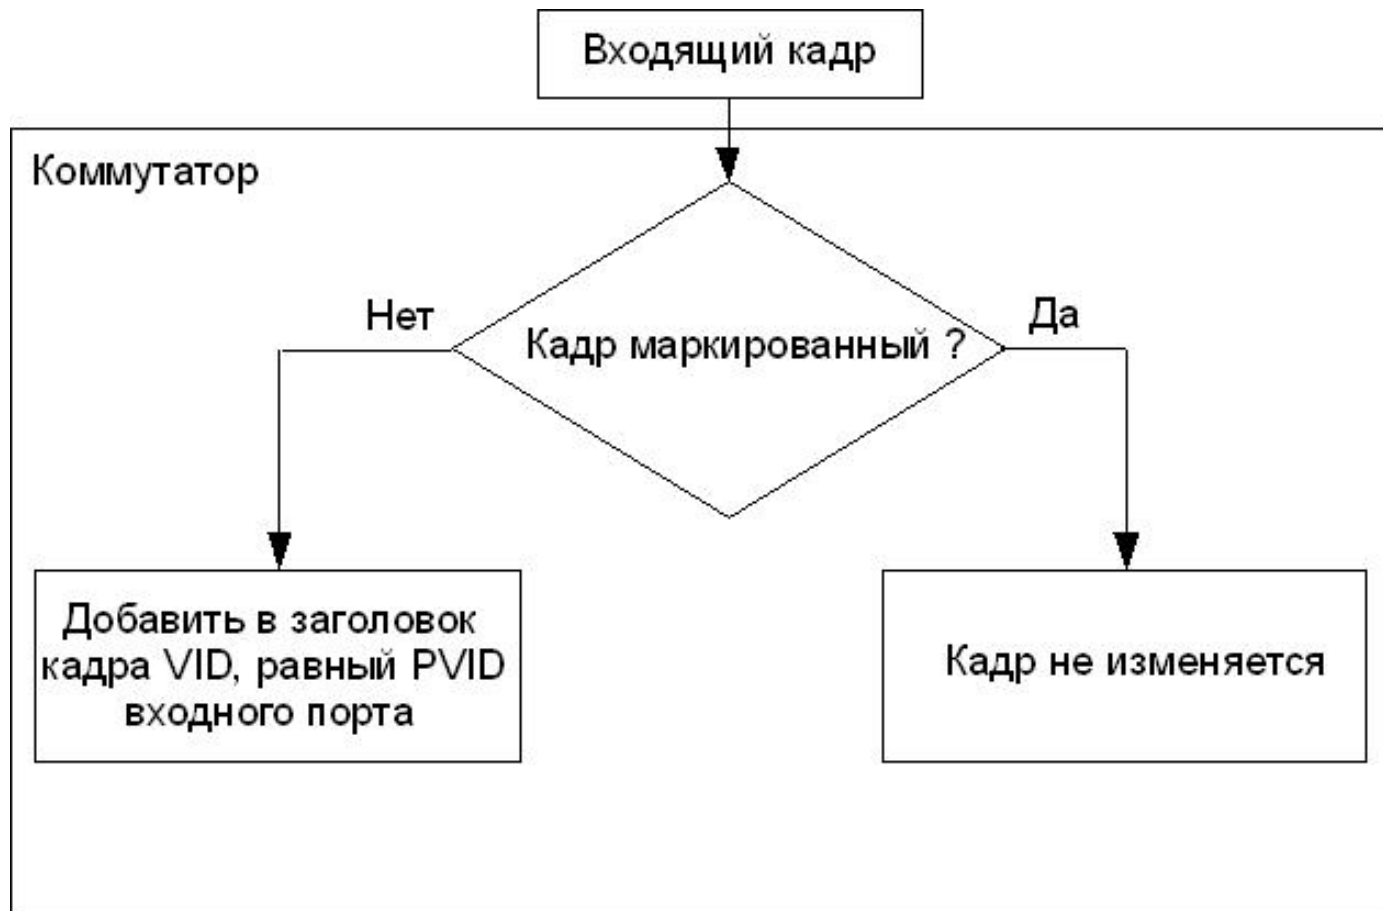 Входящий кадр
Коммутатор
Нет
Да
Кадр маркированный ?
Добавить в заголовок
кадра VID, равный PVID
входного порта
Кадр не изменяется